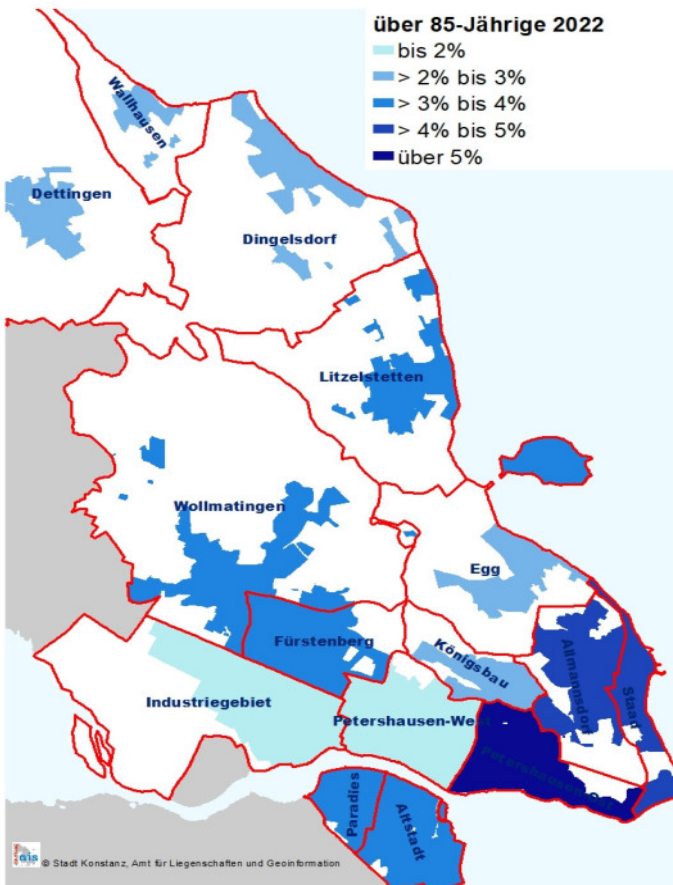 über 85-Jährige 2022
bis 2%
> 2% bis 3%
> 3% bis 4%
> 4% bis 5%
über 5%
Wallhausen
Dettingen
Dingelsdorf
Litzelstetten
Wollmatingen
Egg
Fürstenberg
Königsbau
Allmannsdorf
Staad
Industriegebiet
Petershausen-West
Petershausen-Ost
Paradies
Altstadt
GIS
© Stadt Konstanz, Amt für Liegenschaften und Geoinformation